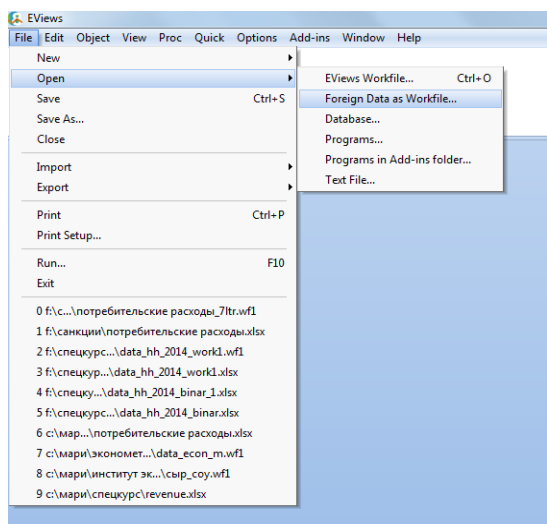 EViews
File Edit Object View Proc Quick Options Add-ins Window Help
New
Open
Save Ctrl+S
Save As...
Close
Import
Export
Print Ctrl+P
Print Setup...
Run... F10
Exit
0 f:\с...\потребительские расходы_7ltr.wf1
1 f:\санкции\потребительские расходы.xlsx
2 f:\спецкурс...\data_hh_2014_work1.wf1
3 f:\спецкур...\data_hh_2014_work1.xlsx
4 f:\спецку...\data_hh_2014_binar_1.xlsx
5 f:\спецкурс...\data_hh_2014_binar.xlsx
6 c:\мар...\потребительские расходы.xlsx
7 c:\мари\эконо мет...\data_econ_m.wf1
8 c:\мари\институт эк...\сыр_coy.wf1
9 c:\мари\спецкурс\revenue.xlsx
EViews Workfile... Ctrl+O
Foreign Data as Workfile...
Database...
Programs...
Programs in Add-ins folder...
Text File...